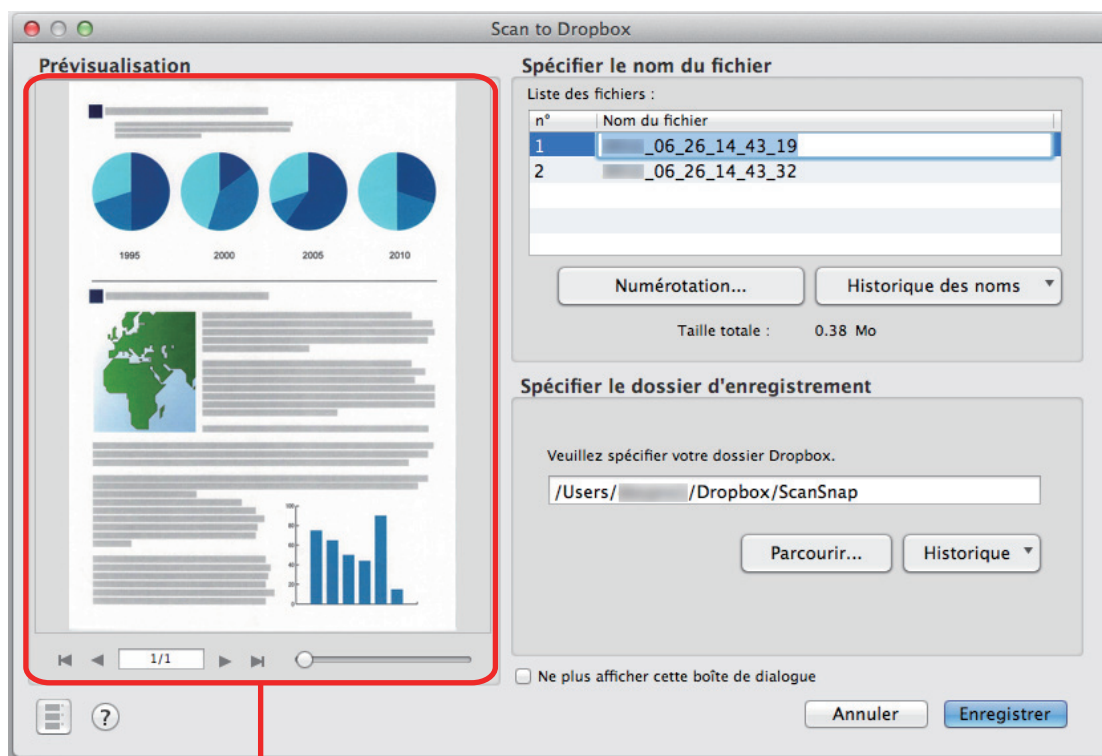 Scan to Dropbox
Prévisualisation
1995 2000 2005 2010
1/1
Spécifier le nom du fichier
Liste des fichiers :
n° Nom du fichier
1 _06_26_14_43_19
2 _06_26_14_43_32
Numérotation... Historique des noms
Taille totale : 0.38 Mo
Spécifier le dossier d'enregistrement
Veuillez spécifier votre dossier Dropbox.
/Users/ /Dropbox/ScanSnap
Parcourir... Historique
Ne plus afficher cette boîte de dialogue
?
Annuler Enregistrer